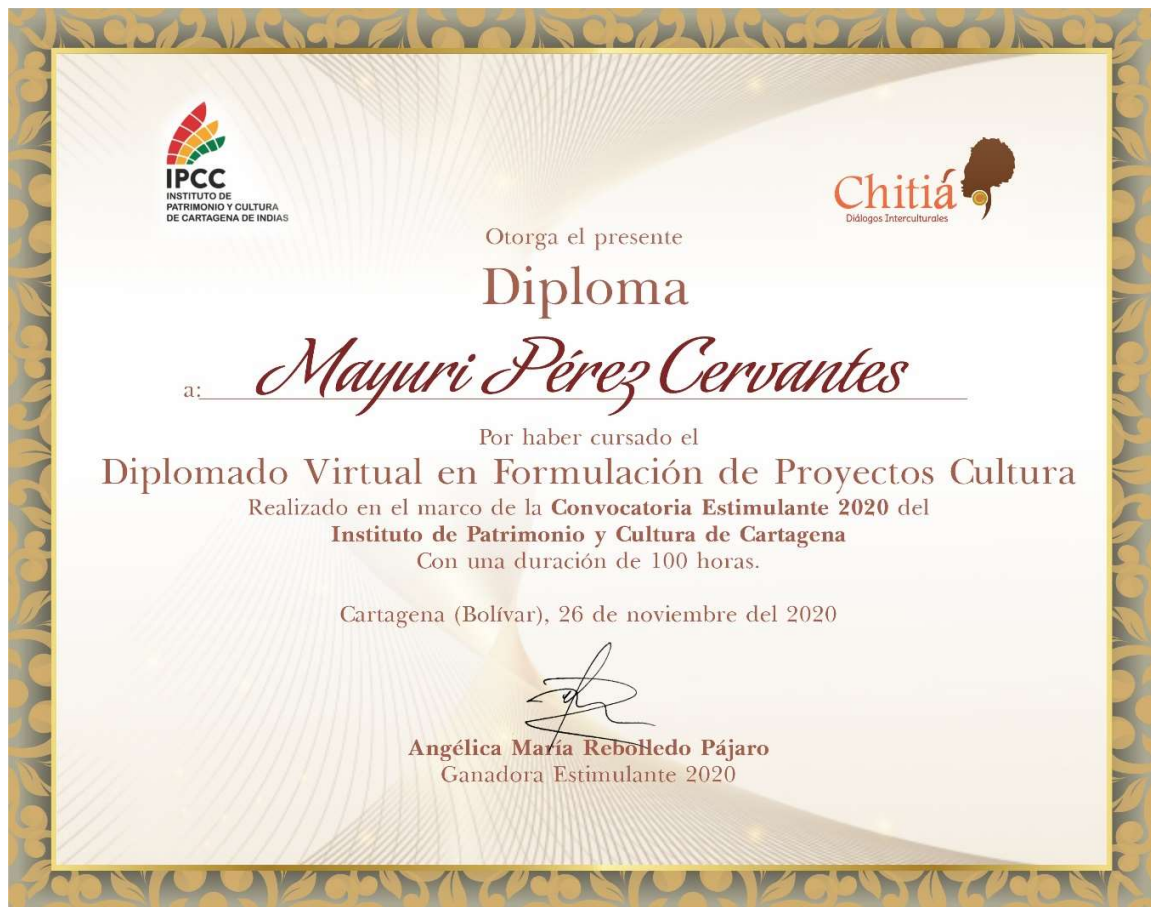 IPCC
INSTITUTO DE
PATRIMONIO Y CULTURA
DE CARTAGENA DE INDIAS
Chitiá
Diálogos Interculturales
Otorga el presente
Diploma
a: Mayuri Pérez Cervantes
Por haber cursado el
Diplomado Virtual en Formulación de Proyectos Cultura
Realizado en el marco de la Convocatoria Estimulante 2020 del
Instituto de Patrimonio y Cultura de Cartagena
Con una duración de 100 horas.
Cartagena (Bolívar), 26 de noviembre del 2020
Angélica María Rebolledo Pájaro
Ganadora Estimulante 2020